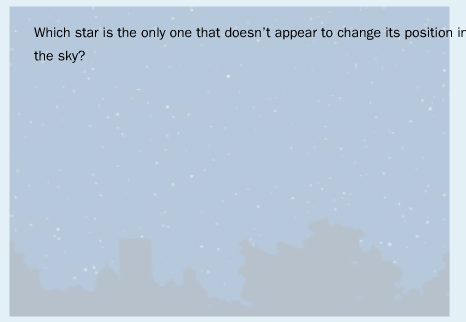 Which star is the only one that doesn’t appear to change its position in
the sky?